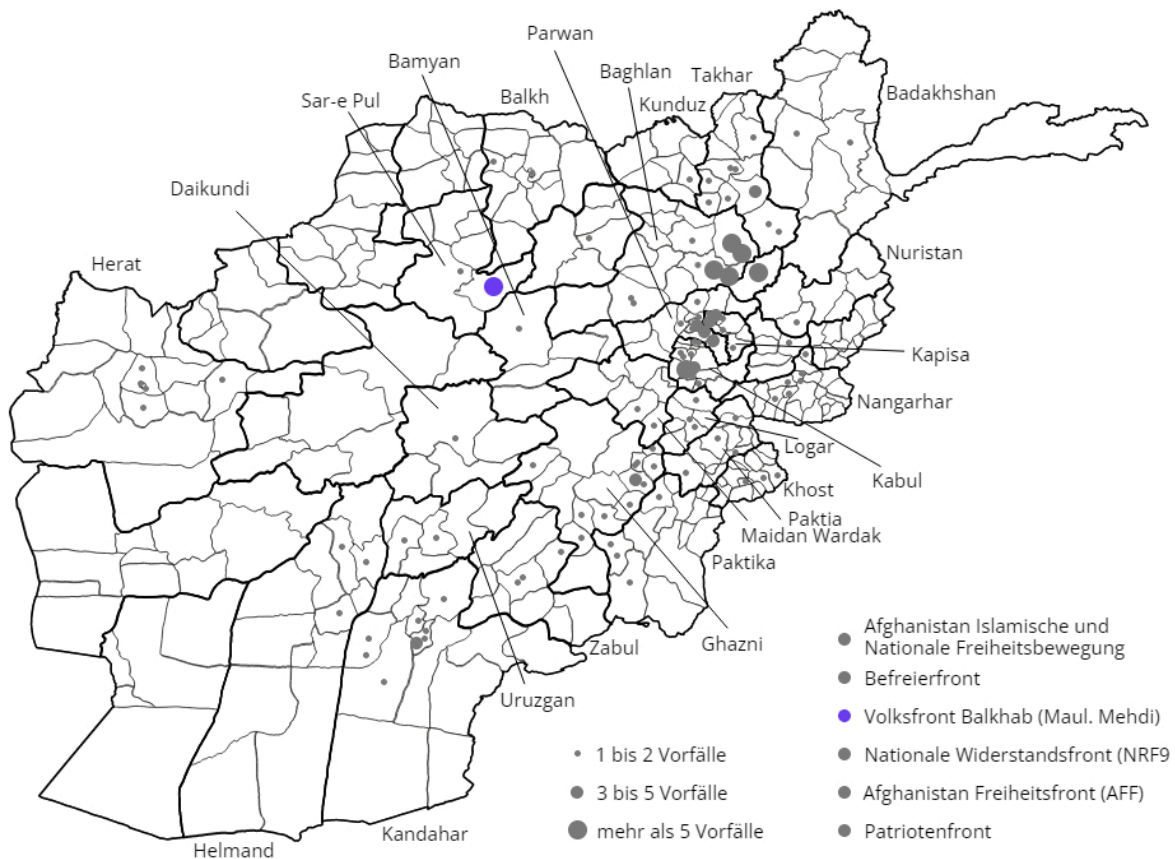 Parwan
Bamyan
Baghlan
Takhar
Sar-e Pul
Balkh
Kunduz
Badakhshan
Daikundi
Herat
Nuristan
Kapisa
Nangarhar
Logar
Kabul
Khost
Paktia
Maidan Wardak
Paktika
Ghazni
Zabul
Uruzgan
Kandahar
Helmand
1 bis 2 Vorfälle
3 bis 5 Vorfälle
mehr als 5 Vorfälle
Afghanistan Islamische und
Nationale Freiheitsbewegung
Befreierfront
Volksfront Balkhab (Maul. Mehdi)
Nationale Widerstandsfront (NRF9
Afghanistan Freiheitsfront (AFF)
Patriotenfront